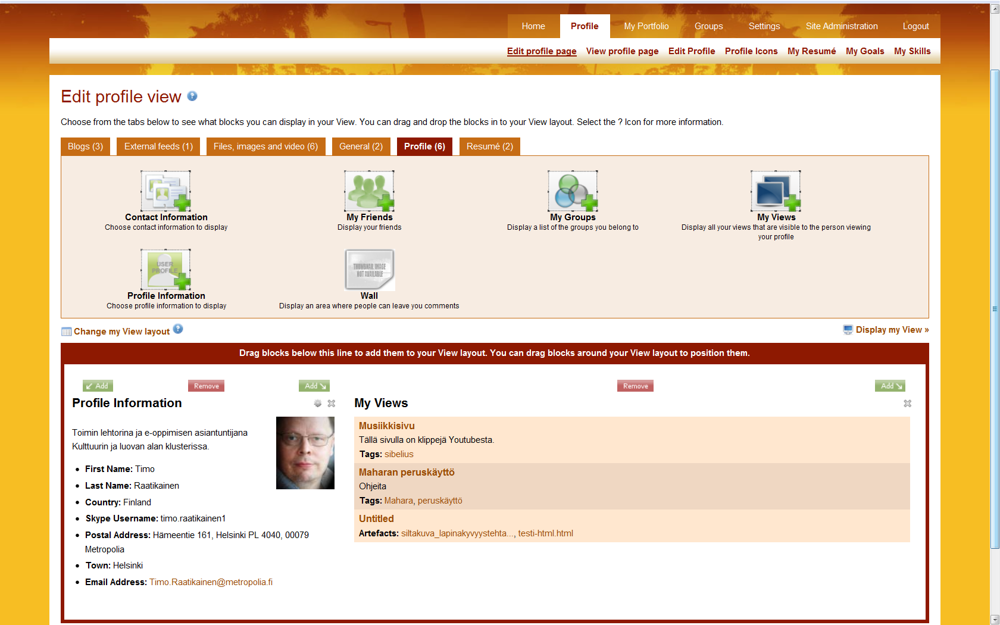 Home Profile My Portfolio Groups Settings Site Administration Logout
Edit profile page View profile page Edit Profile Profile Icons My Resumé My Goals My Skills
Edit profile view ?
Choose from the tabs below to see what blocks you can display in your View. You can drag and drop the blocks in to your View layout. Select the ? Icon for more information.
Blogs (3) External feeds (1) Files, images and video (6) General (2) Profile (6) Resumé (2)
Contact Information
Choose contact information to display
My Friends
Display your friends
My Groups
Display a list of the groups you belong to
My Views
Display all your views that are visible to the person viewing
your profile
USER
PROFILE
Profile Information
Choose profile information to display
THUMBNAIL IMAGE
NOT AVAILABLE
Wall
Display an area where people can leave you comments
Change my View layout ?
Display my View »
Drag blocks below this line to add them to your View layout. You can drag blocks around your View layout to position them.
Add Remove Add
Profile Information
Toimin lehtorina ja e-oppimisen asiantuntijana
Kulttuurin ja luovan alan klusterissa.
• First Name: Timo
• Last Name: Raatikainen
• Country: Finland
• Skype Username: timo.raatikainen1
• Postal Address: Hämeentie 161, Helsinki PL 4040, 00079
Metropolia
• Town: Helsinki
• Email Address: Timo.Raatikainen@metropolia.fi
Remove Add
My Views
Musiikkisivu
Tällä sivulla on klippejä Youtubesta.
Tags: sibelius
Maharan peruskäyttö
Ohjeita
Tags: Mahara, peruskäyttö
Untitled
Artefacts: siltakuva_lapinakyvyystehta..., testi-html.html